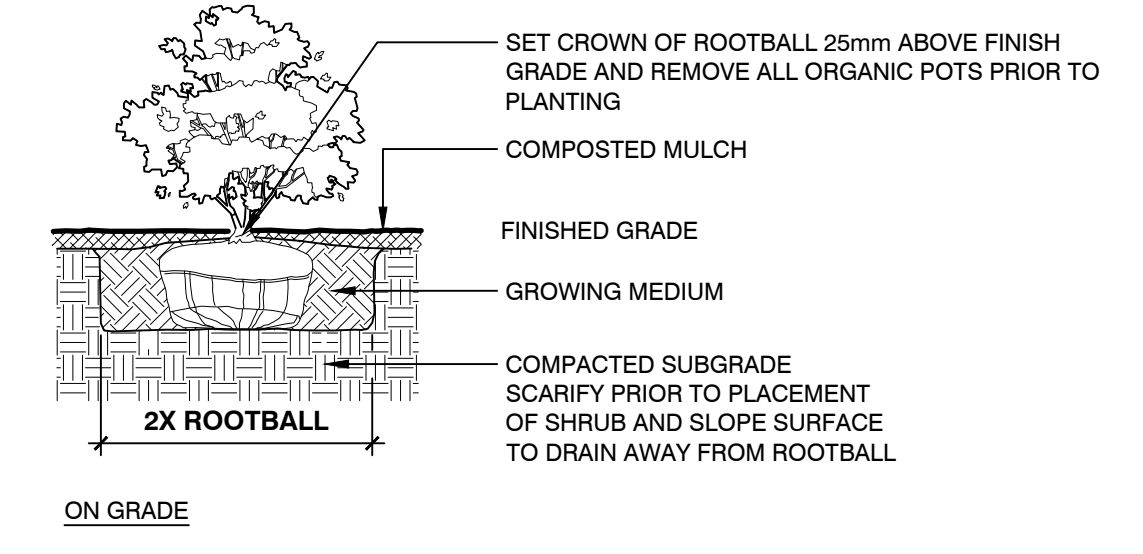 SET CROWN OF ROOTBALL 25mm ABOVE FINISH
GRADE AND REMOVE ALL ORGANIC POTS PRIOR TO
PLANTING
COMPOSTED MULCH
FINISHED GRADE
GROWING MEDIUM
COMPACTED SUBGRADE
SCARIFY PRIOR TO PLACEMENT
OF SHRUB AND SLOPE SURFACE
TO DRAIN AWAY FROM ROOTBALL
2X ROOTBALL
ON GRADE